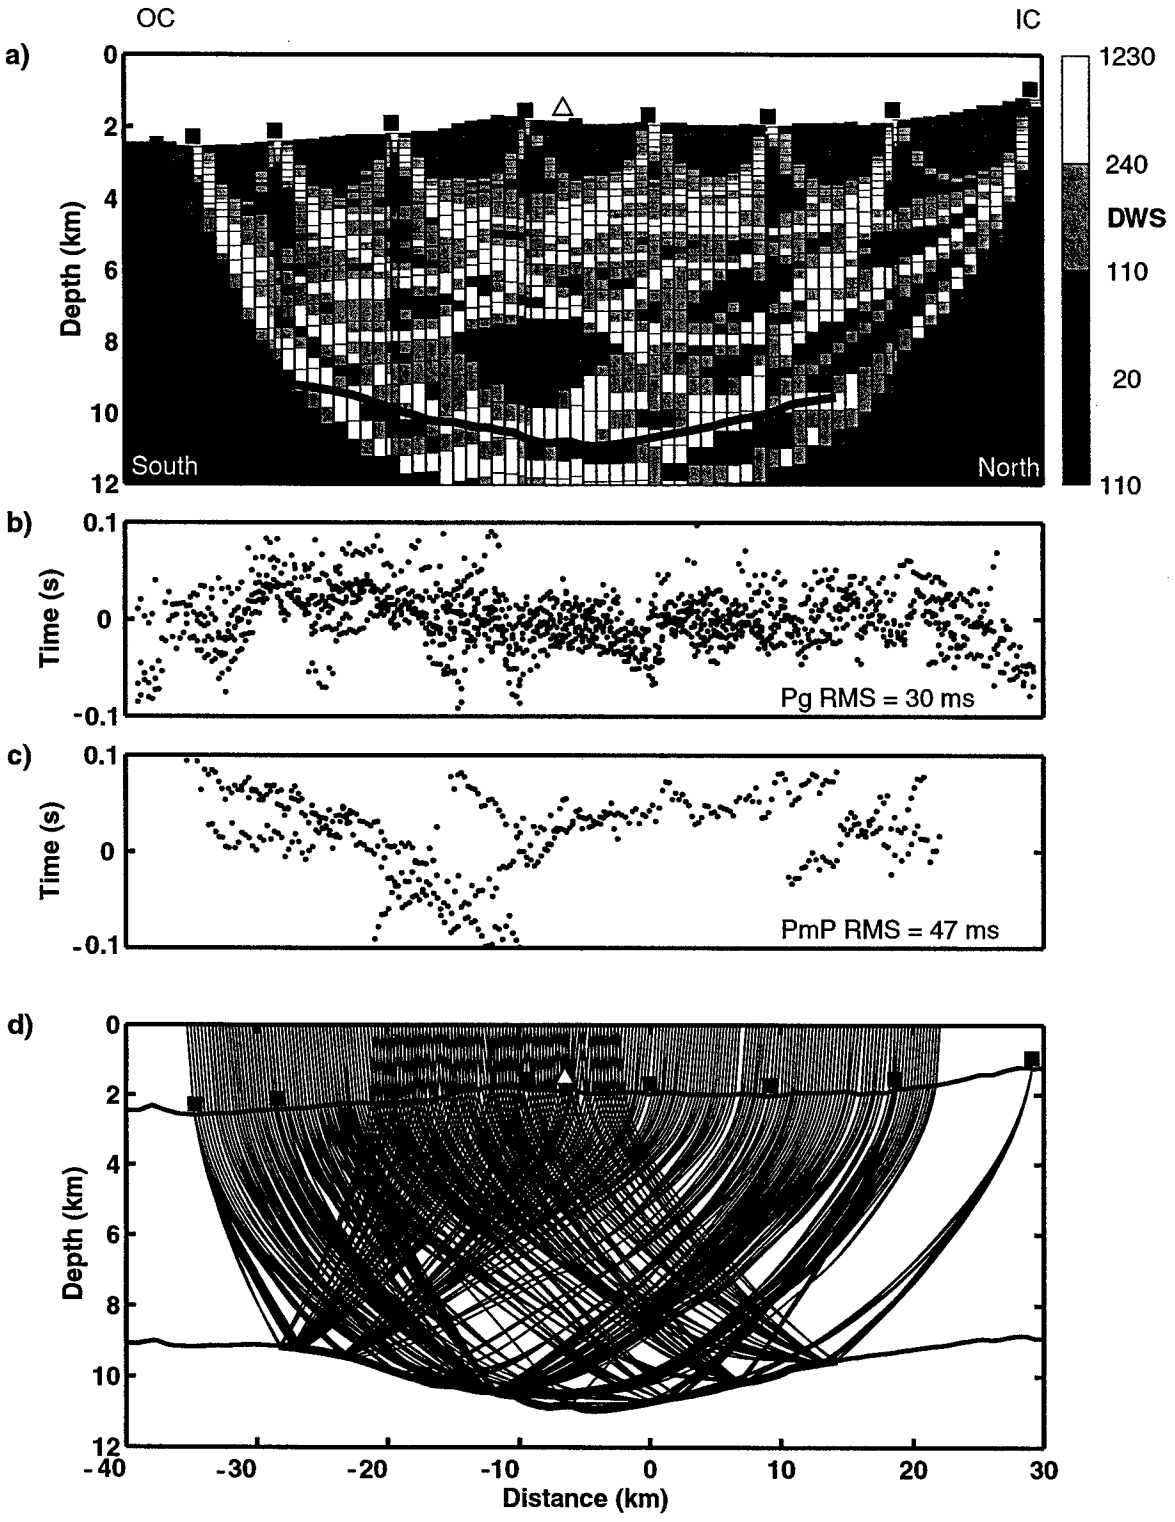 OC IC
a)
0
2
4
6
8
10
12
Depth (km)
South North
1230
240
DWS
110
20
110
b)
0.1
0
-0.1
Time (s)
Pg RMS = 30 ms
c)
0.1
0
-0.1
Time (s)
PmP RMS = 47 ms
d)
0
2
4
6
8
10
12
Depth (km)
-40 -30 -20 -10 0 10 20 30
Distance (km)